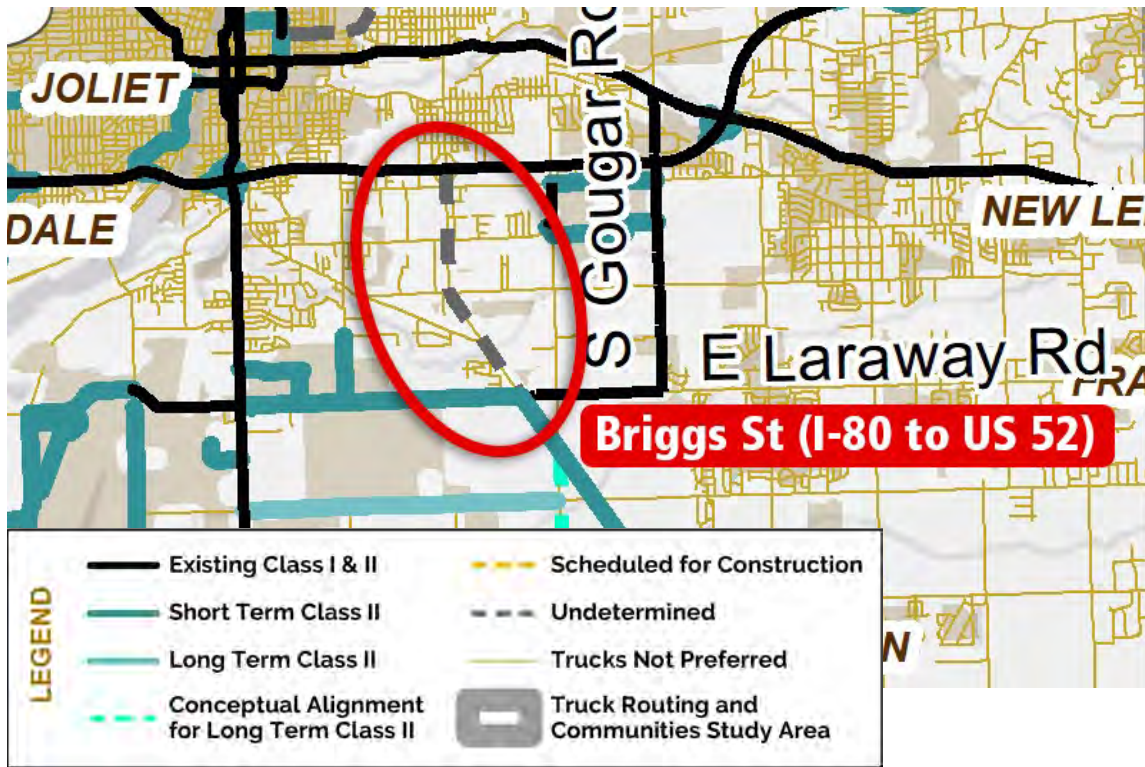 JOLIET
S Gougar Rd
DALE
NEW LE
E Laraway Rd
FRA
Briggs St (I-80 to US 52)
N
LEGEND
Existing Class I & II
Short Term Class II
Long Term Class II
Conceptual Alignment
for Long Term Class II
Scheduled for Construction
Undetermined
Trucks Not Preferred
Truck Routing and
Communities Study Area